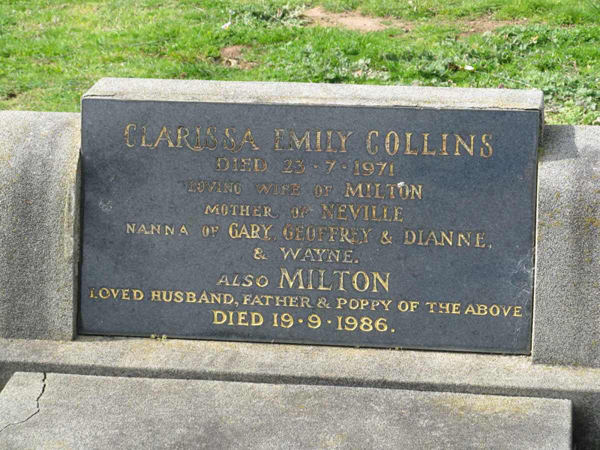 CLARISSA EMILY COLLINS
DIED 23·7·1971
LOVING WIFE OF MILTON
MOTHER OF NEVILLE
NANNA OF GARY, GEOFFREY & DIANNE,
& WAYNE.
ALSO MILTON
LOVED HUSBAND, FATHER & POPPY OF THE ABOVE
DIED 19·9·1986.